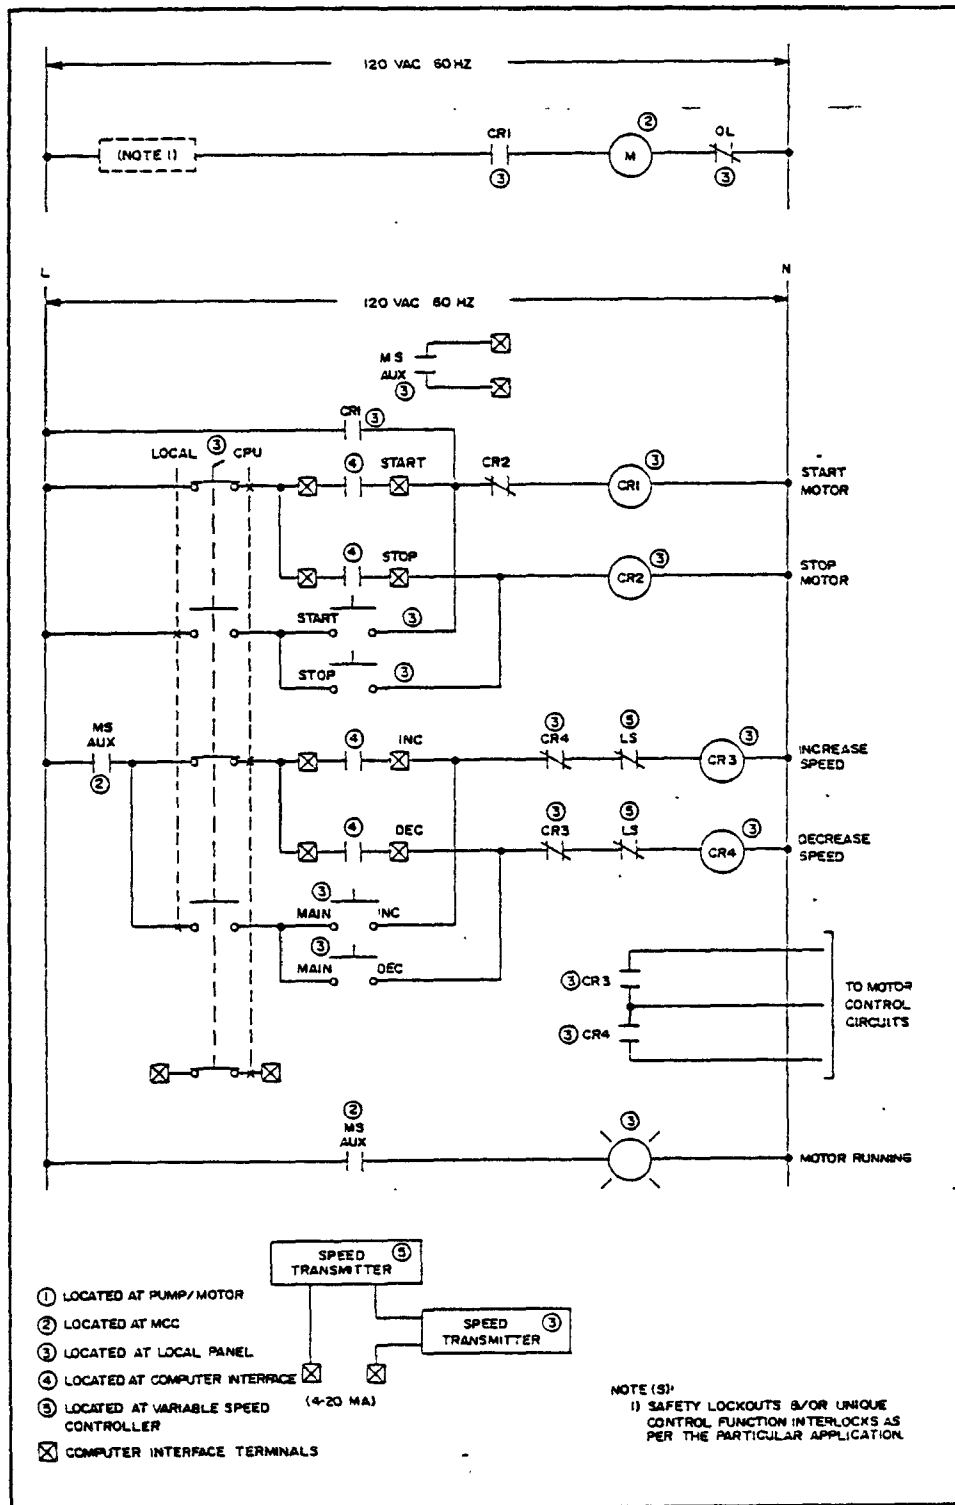 120 VAC 60 HZ
(NOTE 1)
CR1
③
②
M
OL
③
L
N
120 VAC 60 HZ
MS
AUX
③
CR1
③
LOCAL
③
CPU
④
START
CR2
③
CR1
START
MOTOR
④
STOP
③
CR2
STOP
MOTOR
START
③
STOP
③
MS
AUX
②
④
INC
③
CR4
⑤
LS
③
CR3
INCREASE
SPEED
④
DEC
③
CR3
⑤
LS
③
CR4
DECREASE
SPEED
③
MAIN
INC
③
MAIN
DEC
③ CR3
③ CR4
TO MOTOR
CONTROL
CIRCUITS
②
MS
AUX
③
MOTOR RUNNING
SPEED ⑤
TRANSMITTER
SPEED ③
TRANSMITTER
(4-20 MA)
① LOCATED AT PUMP/MOTOR
② LOCATED AT MCC
③ LOCATED AT LOCAL PANEL
④ LOCATED AT COMPUTER INTERFACE
⑤ LOCATED AT VARIABLE SPEED
CONTROLLER
COMPUTER INTERFACE TERMINALS
NOTE (S):
1) SAFETY LOCKOUTS &/OR UNIQUE
CONTROL FUNCTION INTERLOCKS AS
PER THE PARTICULAR APPLICATION.